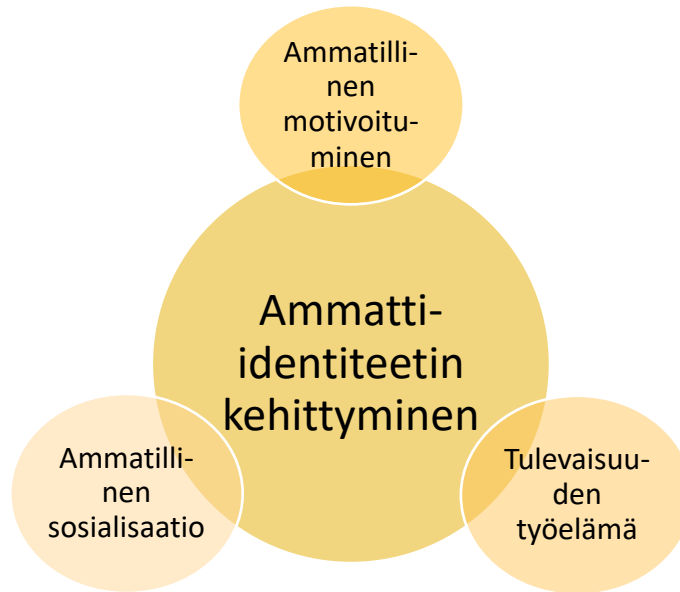 Ammatilli-
nen
motivoitu-
minen
Ammatti-
identiteetin
kehittyminen
Ammatilli-
nen
sosialisaatio
Tulevaisuu-
den
työelämä